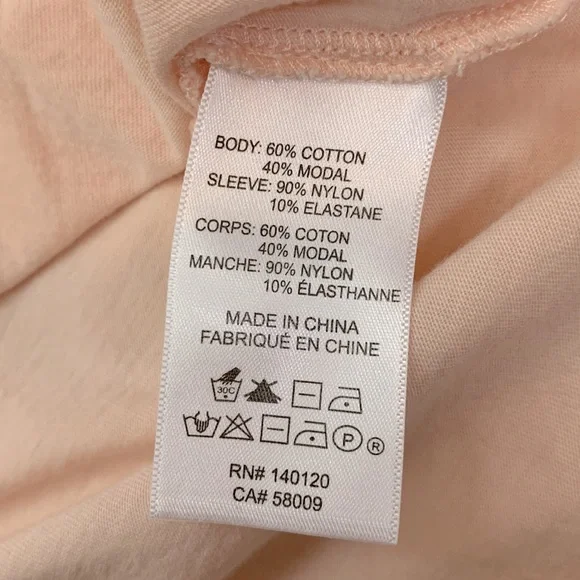 BODY: 60% COTTON
40% MODAL
SLEEVE: 90% NYLON
10% ELASTANE
CORPS: 60% COTON
40% MODAL
MANCHE: 90% NYLON
10% ÉLASTHANNE
MADE IN CHINA
FABRIQUÉ EN CHINE
30C
P ®
RN# 140120
CA# 58009